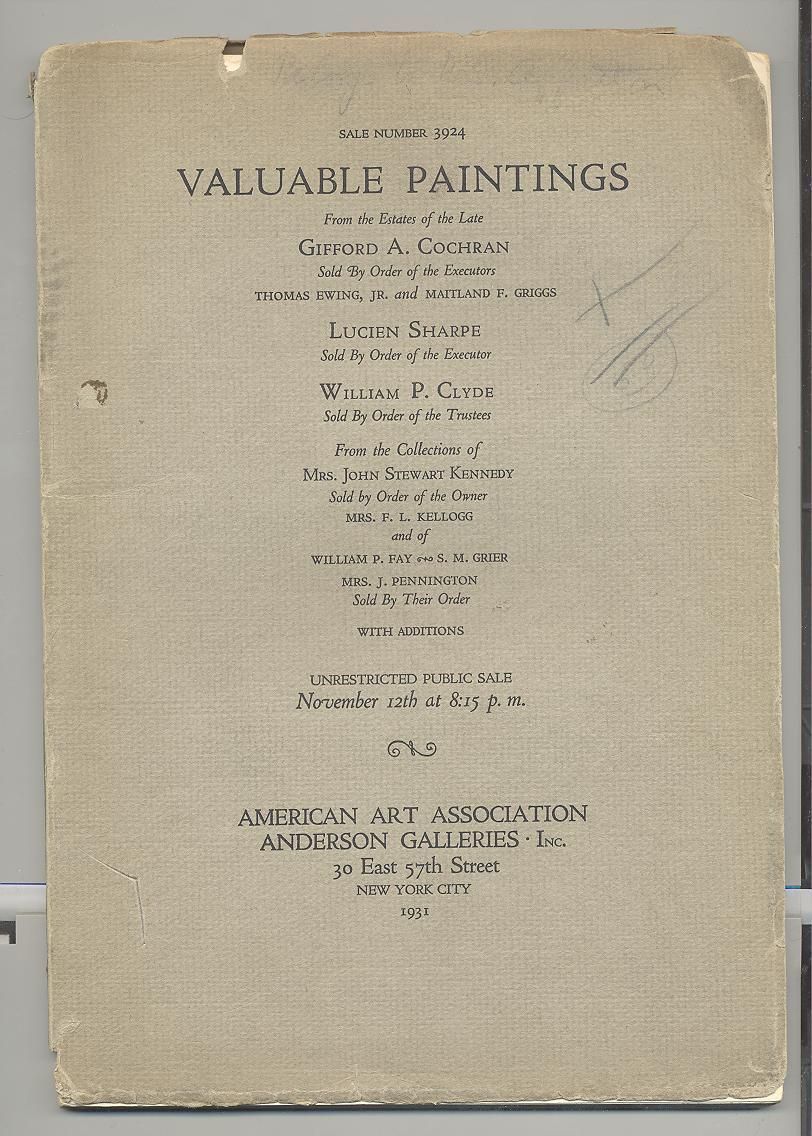 SALE NUMBER 3924
VALUABLE PAINTINGS
From the Estates of the Late
GIFFORD A. COCHRAN
Sold By Order of the Executors
THOMAS EWING, JR. and MAITLAND F. GRIGGS
LUCIEN SHARPE
Sold By Order of the Executor
WILLIAM P. CLYDE
Sold By Order of the Trustees
From the Collections of
MRS. JOHN STEWART KENNEDY
Sold by Order of the Owner
MRS. F. L. KELLOGG
and of
WILLIAM P. FAY S. M. GRIER
MRS. J. PENNINGTON
Sold By Their Order
WITH ADDITIONS
UNRESTRICTED PUBLIC SALE
November 12th at 8:15 p. m.
AMERICAN ART ASSOCIATION
ANDERSON GALLERIES · INC.
30 East 57th Street
NEW YORK CITY
1931